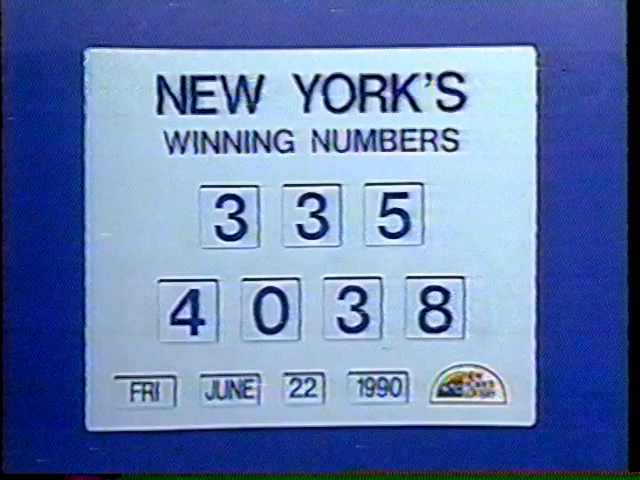 NEW YORK'S
WINNING NUMBERS
3 3 5
4 0 3 8
FRI JUNE 22 1990